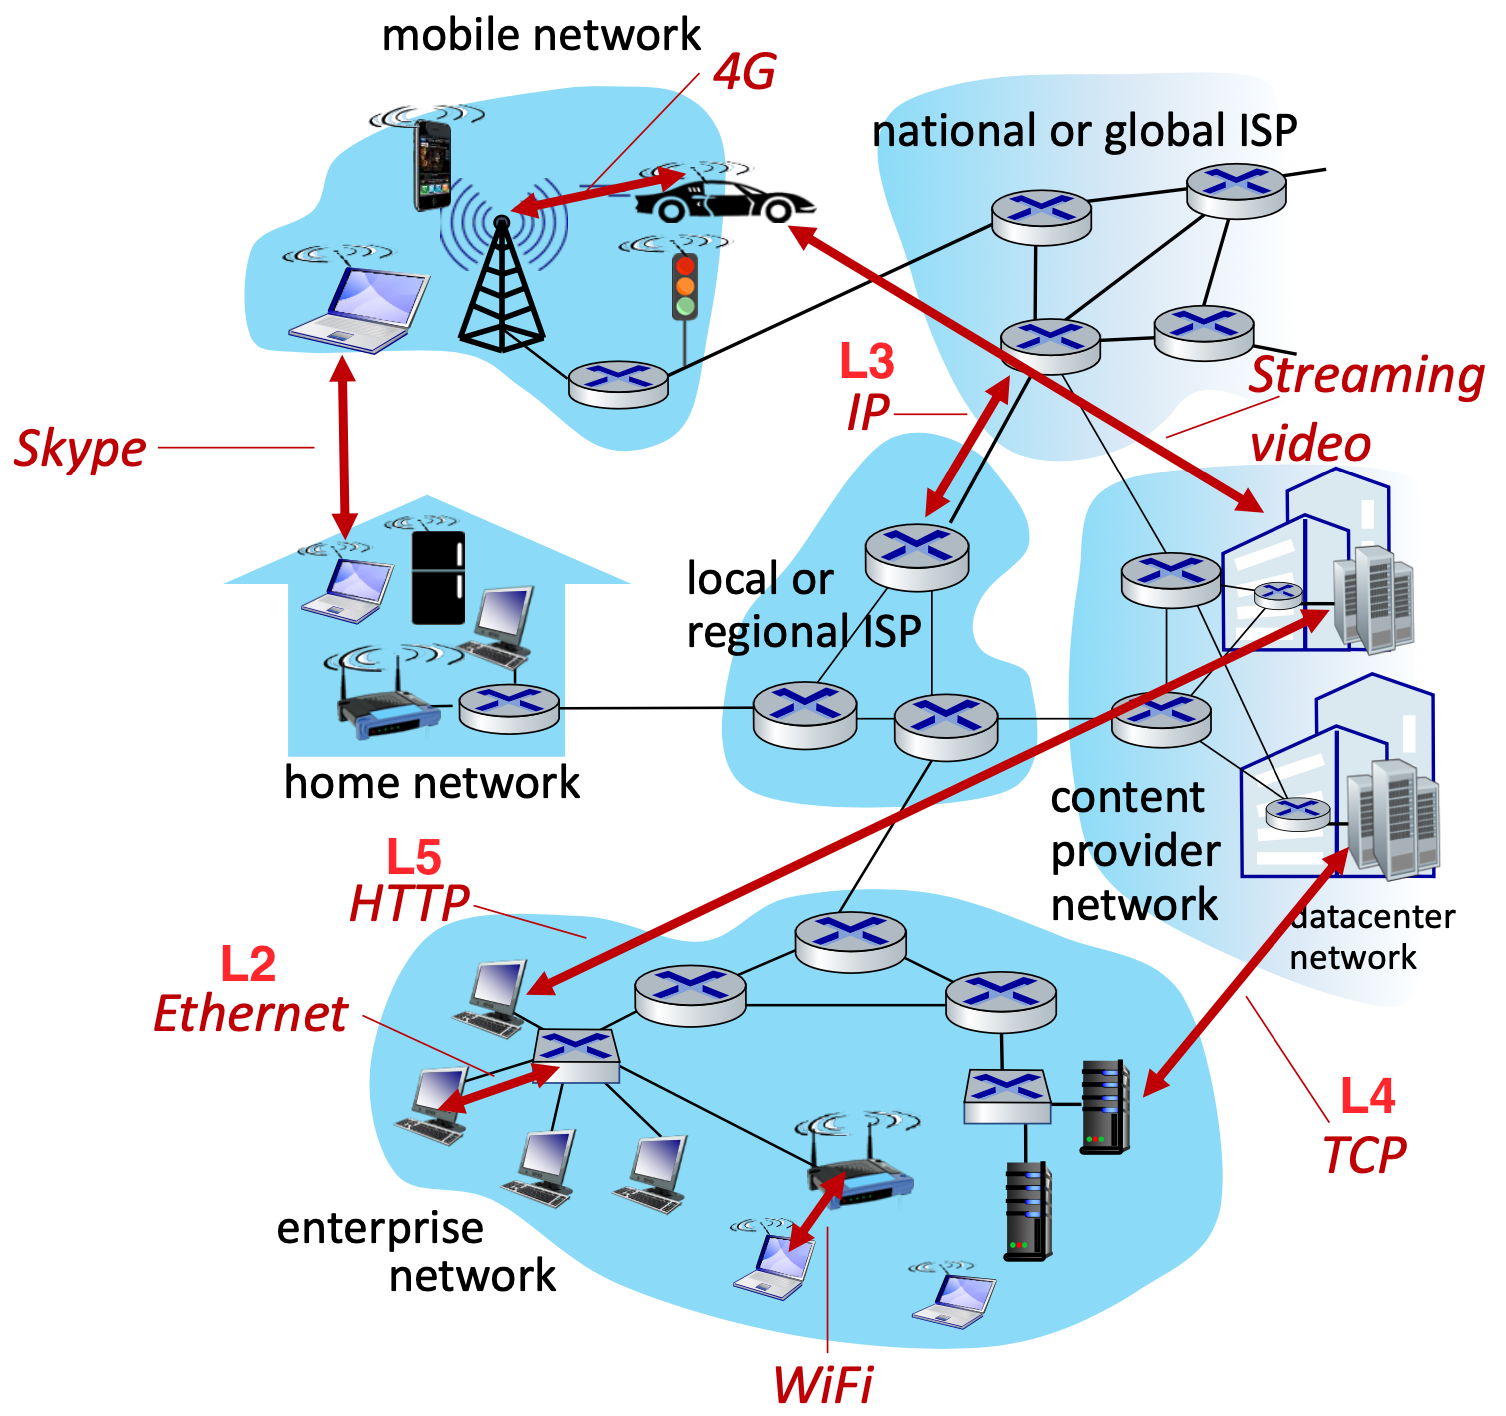 mobile network
4G
national or global ISP
L3
IP
Streaming
video
Skype
local or
regional ISP
home network
content
provider
network
L5
HTTP
datacenter
network
L2
Ethernet
L4
TCP
enterprise
network
WiFi